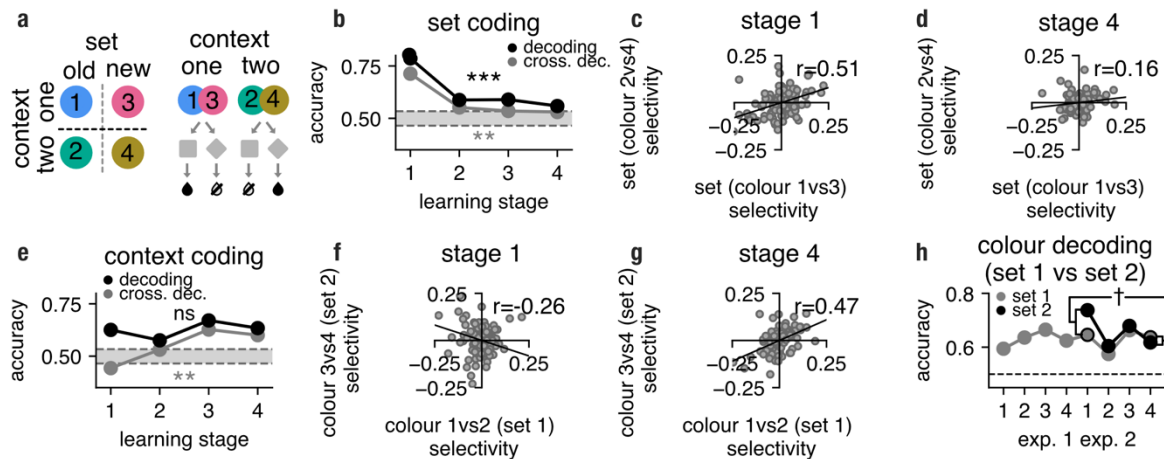 a
set
old new
context
one two
1 3
2 4
context
one two
1 3 2 4
b
set coding
decoding
cross. dec.
***
**
accuracy
0.75
0.50
1 2 3 4
learning stage
c
stage 1
set (colour 2vs4)
selectivity
0.25
r=0.51
-0.25 0.25
-0.25
set (colour 1vs3)
selectivity
d
stage 4
set (colour 2vs4)
selectivity
0.25
r=0.16
-0.25 0.25
-0.25
set (colour 1vs3)
selectivity
e
context coding
decoding
cross. dec.
ns
**
accuracy
0.75
0.50
1 2 3 4
learning stage
f
stage 1
colour 3vs4 (set 2)
selectivity
0.25
r=-0.26
-0.25 0.25
-0.25
colour 1vs2 (set 1)
selectivity
g
stage 4
colour 3vs4 (set 2)
selectivity
0.25
r=0.47
-0.25 0.25
-0.25
colour 1vs2 (set 1)
selectivity
h
colour decoding
(set 1 vs set 2)
set 1
set 2
†
accuracy
0.8
0.6
1 2 3 4 1 2 3 4
exp. 1 exp. 2